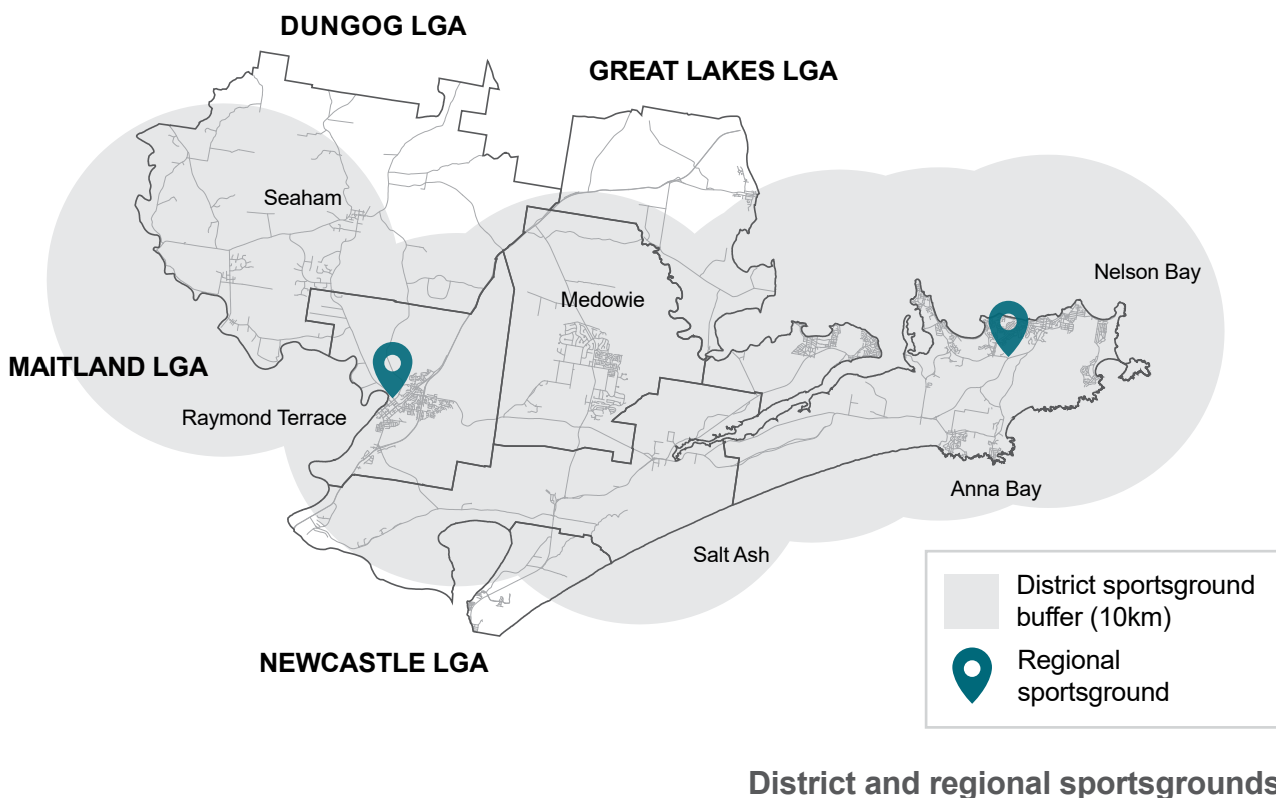 DUNGOG LGA
GREAT LAKES LGA
Seaham
Nelson Bay
Medowie
MAITLAND LGA
Raymond Terrace
Anna Bay
Salt Ash
NEWCASTLE LGA
District sportsground
buffer (10km)
Regional
sportsground
District and regional sportsgrounds